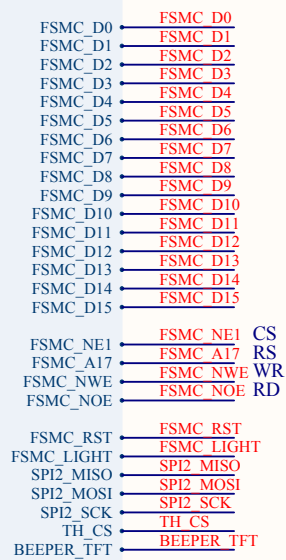 FSMC_D0 FSMC_D0
FSMC_D1 FSMC_D1
FSMC_D2 FSMC_D2
FSMC_D3 FSMC_D3
FSMC_D4 FSMC_D4
FSMC_D5 FSMC_D5
FSMC_D6 FSMC_D6
FSMC_D7 FSMC_D7
FSMC_D8 FSMC_D8
FSMC_D9 FSMC_D9
FSMC_D10 FSMC_D10
FSMC_D11 FSMC_D11
FSMC_D12 FSMC_D12
FSMC_D13 FSMC_D13
FSMC_D14 FSMC_D14
FSMC_D15 FSMC_D15
FSMC_NE1 FSMC_NE1 CS
FSMC_A17 FSMC_A17 RS
FSMC_NWE FSMC_NWE WR
FSMC_NOE FSMC_NOE RD
FSMC_RST FSMC_RST
FSMC_LIGHT FSMC_LIGHT
SPI2_MISO SPI2_MISO
SPI2_MOSI SPI2_MOSI
SPI2_SCK SPI2_SCK
TH_CS TH_CS
BEEPER_TFT BEEPER_TFT